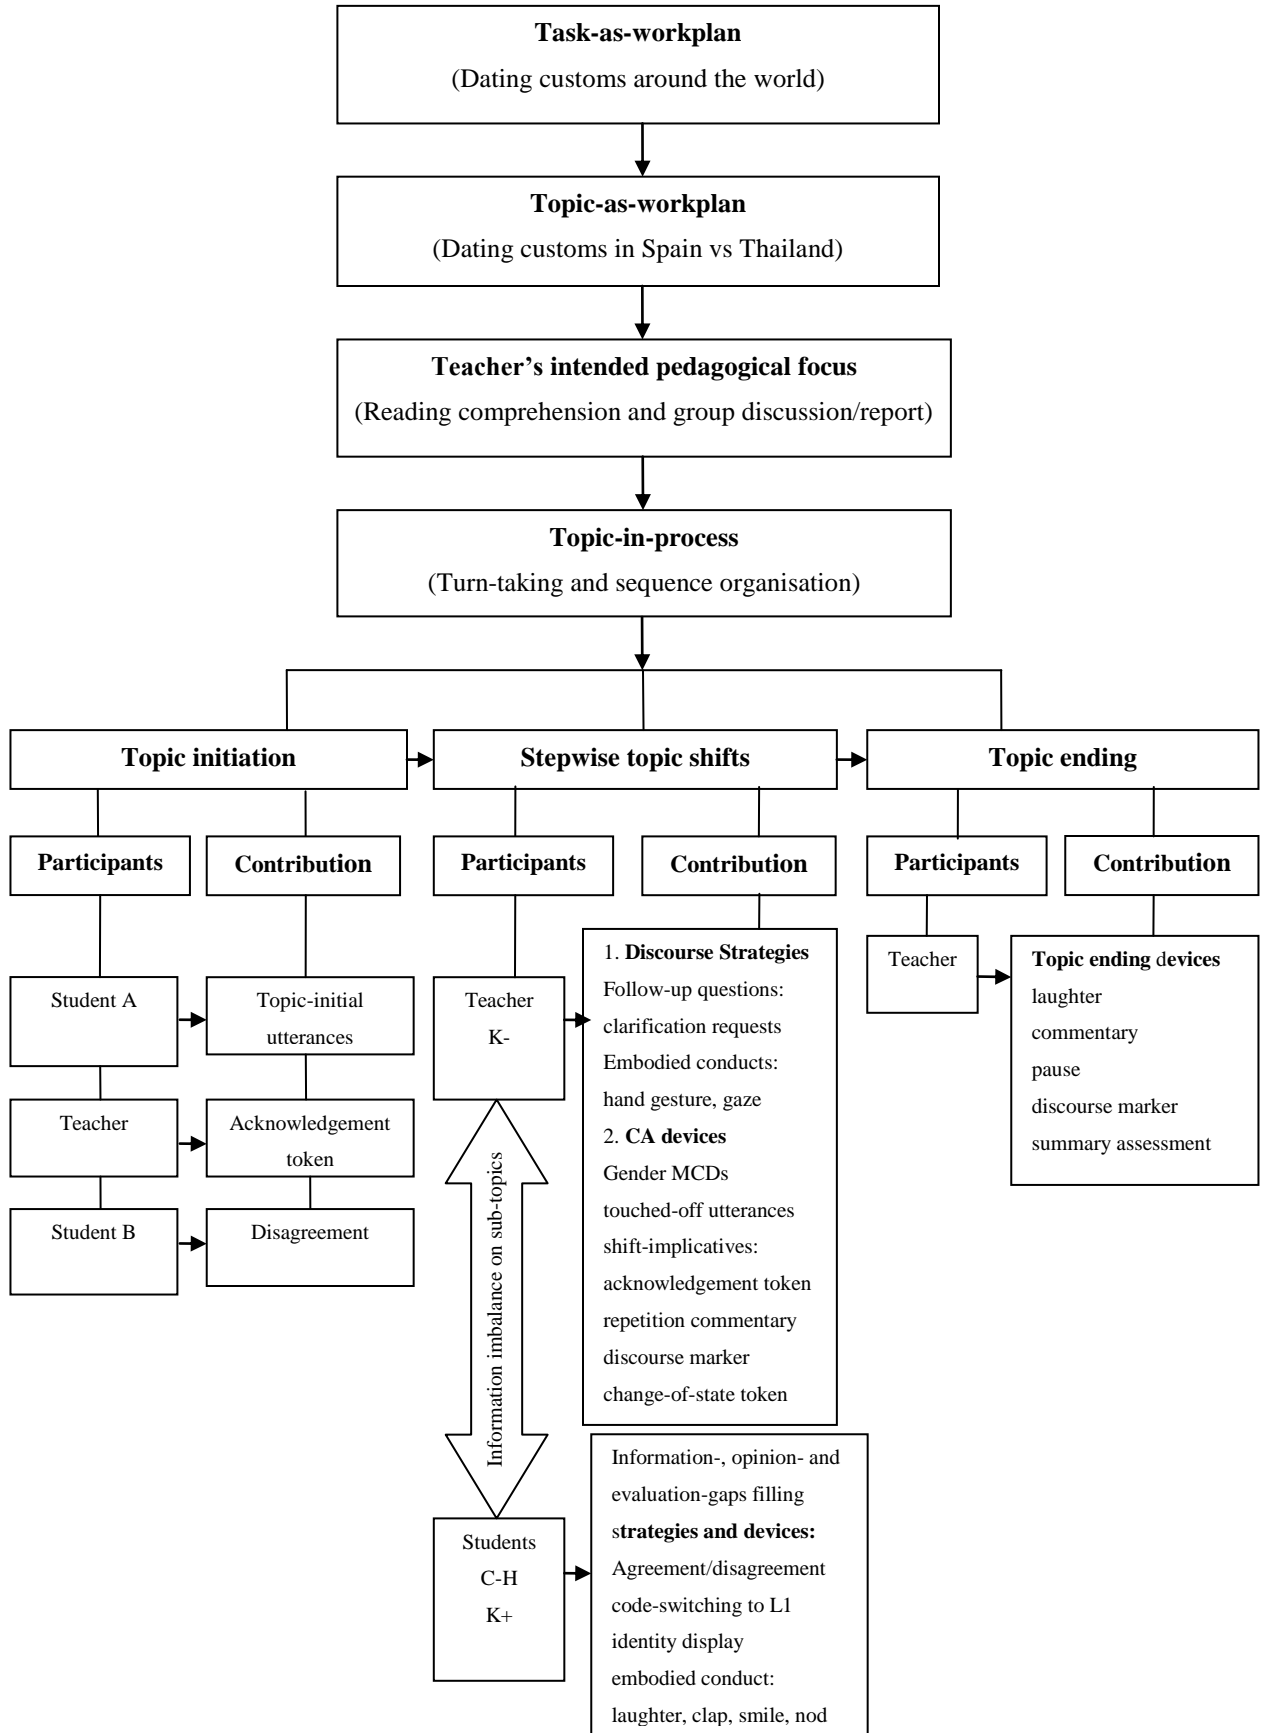 Task-as-workplan
(Dating customs around the world)
Topic-as-workplan
(Dating customs in Spain vs Thailand)
Teacher’s intended pedagogical focus
(Reading comprehension and group discussion/report)
Topic-in-process
(Turn-taking and sequence organisation)
Topic initiation
Stepwise topic shifts
Topic ending
Participants
Contribution
Participants
Contribution
Participants
Contribution
Student A
Topic-initial
utterances
Teacher
Acknowledgement
token
Student B
Disagreement
Teacher
K-
1. Discourse Strategies
Follow-up questions:
clarification requests
Embodied conducts:
hand gesture, gaze
2. CA devices
Gender MCDs
touched-off utterances
shift-implicatives:
acknowledgement token
repetition commentary
discourse marker
change-of-state token
Information imbalance on sub-topics
Students
C-H
K+
Information-, opinion- and
evaluation-gaps filling
strategies and devices:
Agreement/disagreement
code-switching to L1
identity display
embodied conduct:
laughter, clap, smile, nod
Teacher
Topic ending devices
laughter
commentary
pause
discourse marker
summary assessment